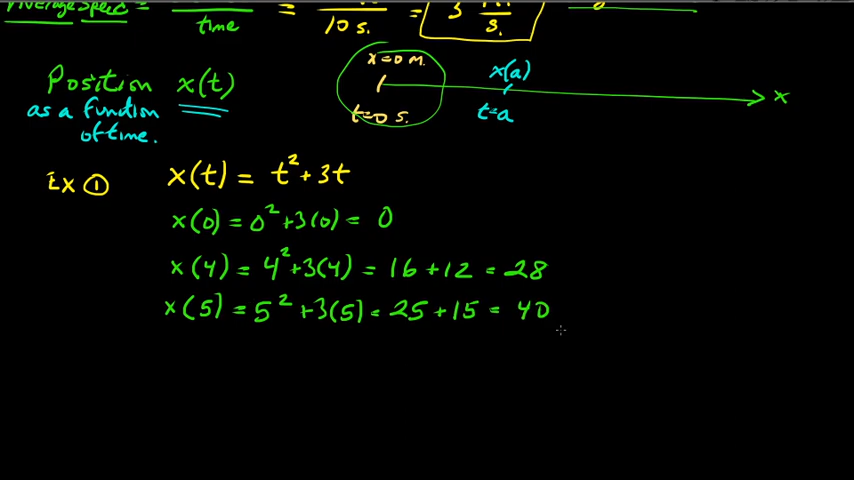 Average Speed =
time
=
10 s.
= 3 m/s.
Position x(t)
as a function
of time.
x=0 m.
t=0 s.
x(a)
t=a
x
Ex ①
x(t) = t²+3t
x(0) = 0²+3(0) = 0
x(4) = 4²+3(4) = 16+12 = 28
x(5) = 5²+3(5) = 25+15 = 40